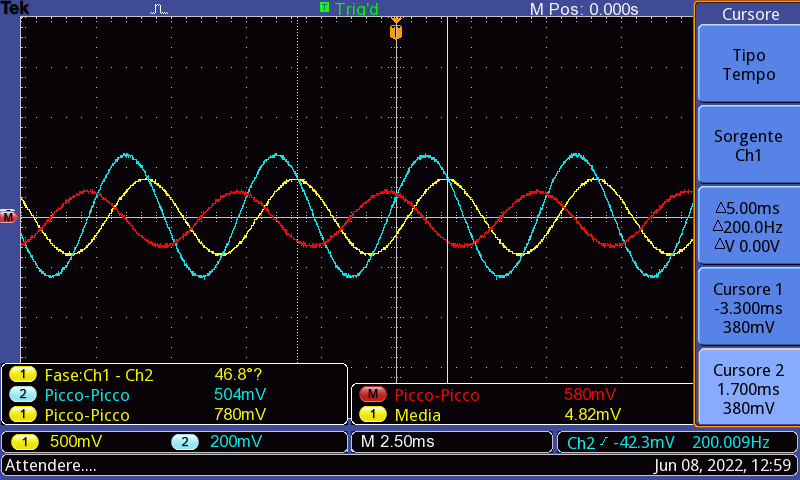 Tek
T Trig'd
M Pos: 0.000s
T
M
Cursore
Tipo
Tempo
Sorgente
Ch1
△5.00ms
△200.0Hz
△V 0.00V
Cursore 1
-3.300ms
380mV
Cursore 2
1.700ms
380mV
1 Fase:Ch1 - Ch2 46.8°?
2 Picco-Picco 504mV
1 Picco-Picco 780mV
M Picco-Picco 580mV
1 Media 4.82mV
1 500mV 2 200mV
M 2.50ms
Ch2 -42.3mV 200.009Hz
Attendere....
Jun 08, 2022, 12:59